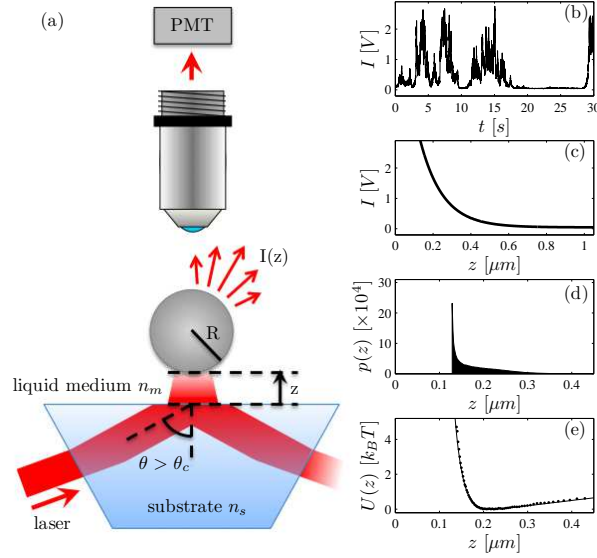 (a)
PMT
I(z)
R
liquid medium n_m
z
θ > θ_c
substrate n_s
laser
(b)
I [V]
0
1
2
0
5
10
15
20
25
30
t [s]
(c)
I [V]
0
1
2
0
0.2
0.4
0.6
0.8
1
z [μm]
(d)
p(z) [×10^4]
0
10
20
30
0
0.1
0.2
0.3
0.4
z [μm]
(e)
U(z) [k_BT]
0
2
4
0
0.1
0.2
0.3
0.4
z [μm]